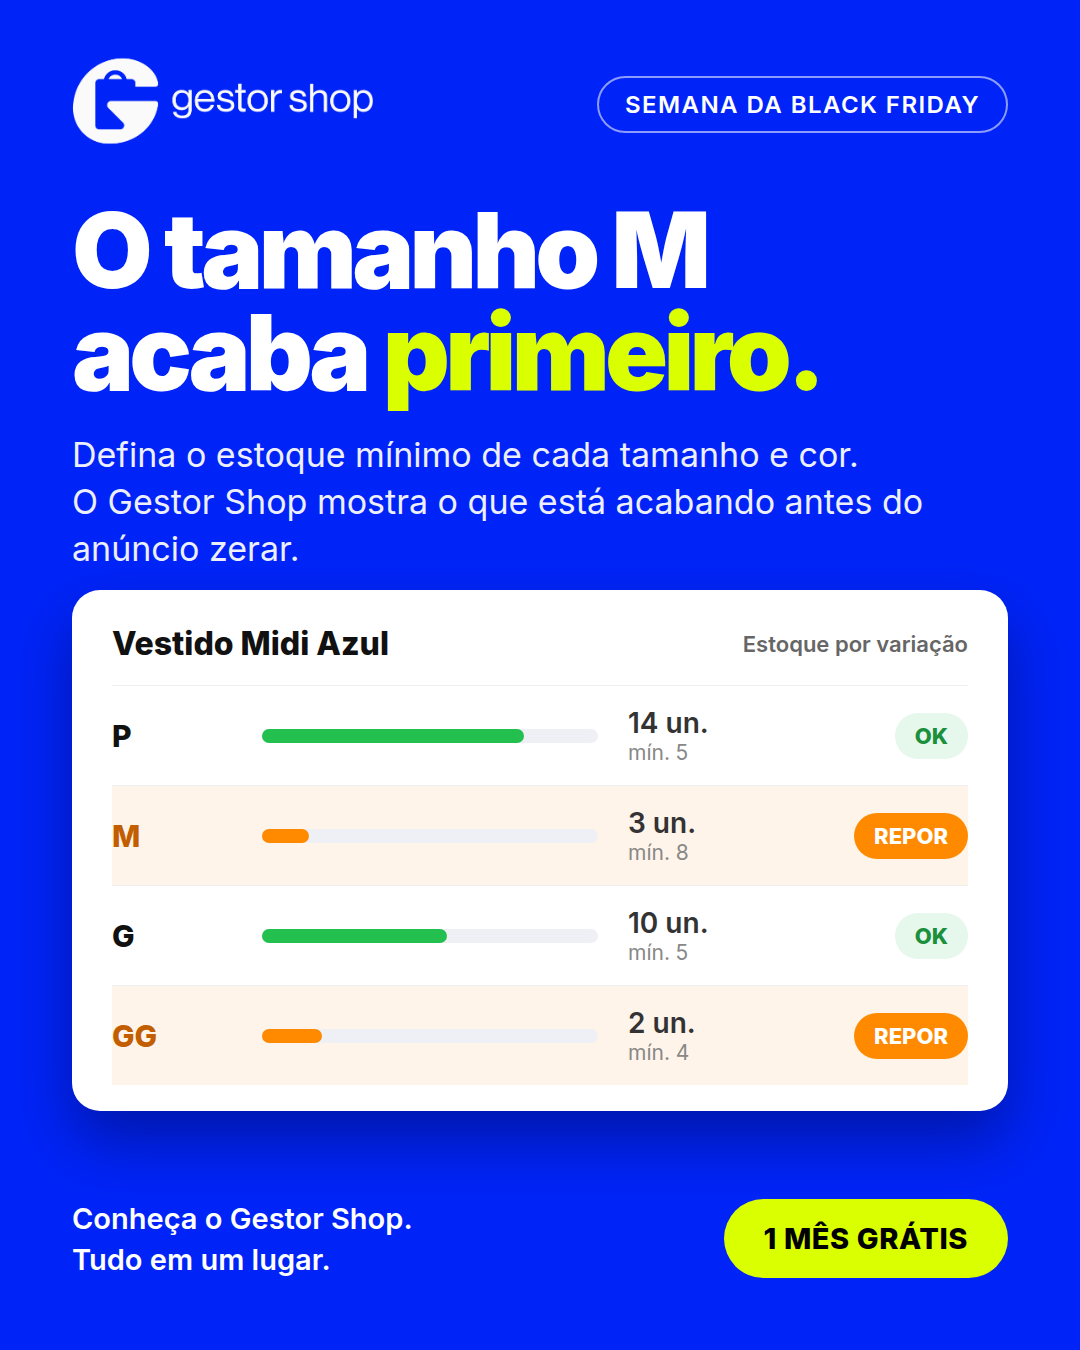 gestor shop
SEMANA DA BLACK FRIDAY
O tamanho M
acaba primeiro.
Defina o estoque mínimo de cada tamanho e cor.
O Gestor Shop mostra o que está acabando antes do
anúncio zerar.
Vestido Midi Azul
Estoque por variação
P
14 un.
mín. 5
OK
M
3 un.
mín. 8
REPOR
G
10 un.
mín. 5
OK
GG
2 un.
mín. 4
REPOR
Conheça o Gestor Shop.
Tudo em um lugar.
1 MÊS GRÁTIS